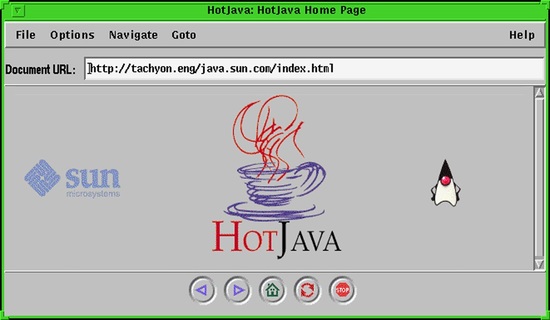 HotJava: HotJava Home Page
File Options Navigate Goto Help
Document URL: http://tachyon.eng/java.sun.com/index.html
sun
microsystems
HOTJAVA
STOP